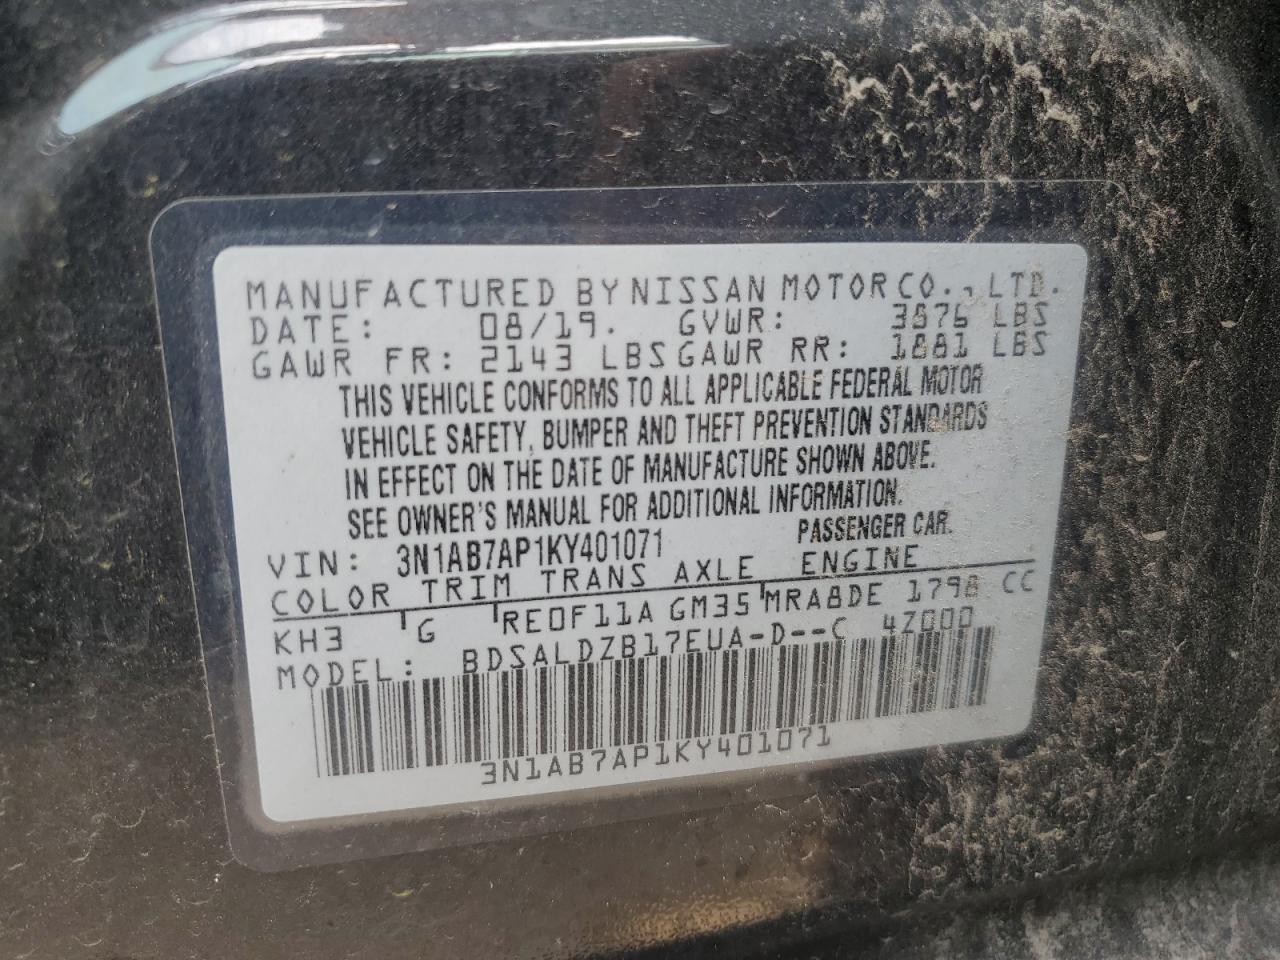 MANUFACTURED BY NISSAN MOTOR CO., LTD.
DATE: 08/19. GVWR: 3876 LBS
GAWR FR: 2143 LBS GAWR RR: 1881 LBS
THIS VEHICLE CONFORMS TO ALL APPLICABLE FEDERAL MOTOR
VEHICLE SAFETY, BUMPER AND THEFT PREVENTION STANDARDS
IN EFFECT ON THE DATE OF MANUFACTURE SHOWN ABOVE.
SEE OWNER'S MANUAL FOR ADDITIONAL INFORMATION.
VIN: 3N1AB7AP1KY401071 PASSENGER CAR.
COLOR TRIM TRANS AXLE ENGINE
KH3 G RE0F11A GM35 MRA8DE 1798 CC
MODEL: BDSALDZB17EUA-D--C 4Z000
3N1AB7AP1KY401071